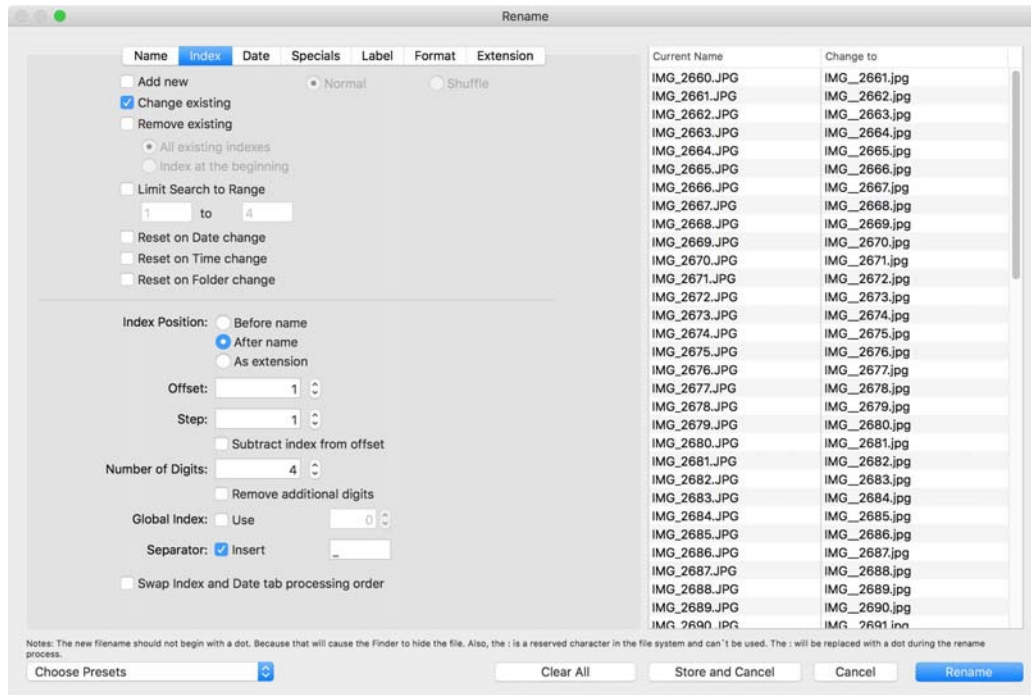 Rename
Name Index Date Specials Label Format Extension
Add new Normal Shuffle
Change existing
Remove existing
All existing indexes
Index at the beginning
Limit Search to Range
1 to 4
Reset on Date change
Reset on Time change
Reset on Folder change
Index Position: Before name
After name
As extension
Offset: 1
Step: 1
Subtract index from offset
Number of Digits: 4
Remove additional digits
Global Index: Use 0
Separator: Insert _
Swap Index and Date tab processing order
Current Name Change to
IMG_2660.JPG IMG__2661.jpg
IMG_2661.JPG IMG__2662.jpg
IMG_2662.JPG IMG__2663.jpg
IMG_2663.JPG IMG__2664.jpg
IMG_2664.JPG IMG__2665.jpg
IMG_2665.JPG IMG__2666.jpg
IMG_2666.JPG IMG__2667.jpg
IMG_2667.JPG IMG__2668.jpg
IMG_2668.JPG IMG__2669.jpg
IMG_2669.JPG IMG__2670.jpg
IMG_2670.JPG IMG__2671.jpg
IMG_2671.JPG IMG__2672.jpg
IMG_2672.JPG IMG__2673.jpg
IMG_2673.JPG IMG__2674.jpg
IMG_2674.JPG IMG__2675.jpg
IMG_2675.JPG IMG__2676.jpg
IMG_2676.JPG IMG__2677.jpg
IMG_2677.JPG IMG__2678.jpg
IMG_2678.JPG IMG__2679.jpg
IMG_2679.JPG IMG__2680.jpg
IMG_2680.JPG IMG__2681.jpg
IMG_2681.JPG IMG__2682.jpg
IMG_2682.JPG IMG__2683.jpg
IMG_2683.JPG IMG__2684.jpg
IMG_2684.JPG IMG__2685.jpg
IMG_2685.JPG IMG__2686.jpg
IMG_2686.JPG IMG__2687.jpg
IMG_2687.JPG IMG__2688.jpg
IMG_2688.JPG IMG__2689.jpg
IMG_2689.JPG IMG__2690.jpg
IMG_2690.JPG IMG__2691.jpg
Notes: The new filename should not begin with a dot. Because that will cause the Finder to hide the file. Also, the : is a reserved character in the file system and can`t be used. The : will be replaced with a dot during the rename
process.
Choose Presets Clear All Store and Cancel Cancel Rename